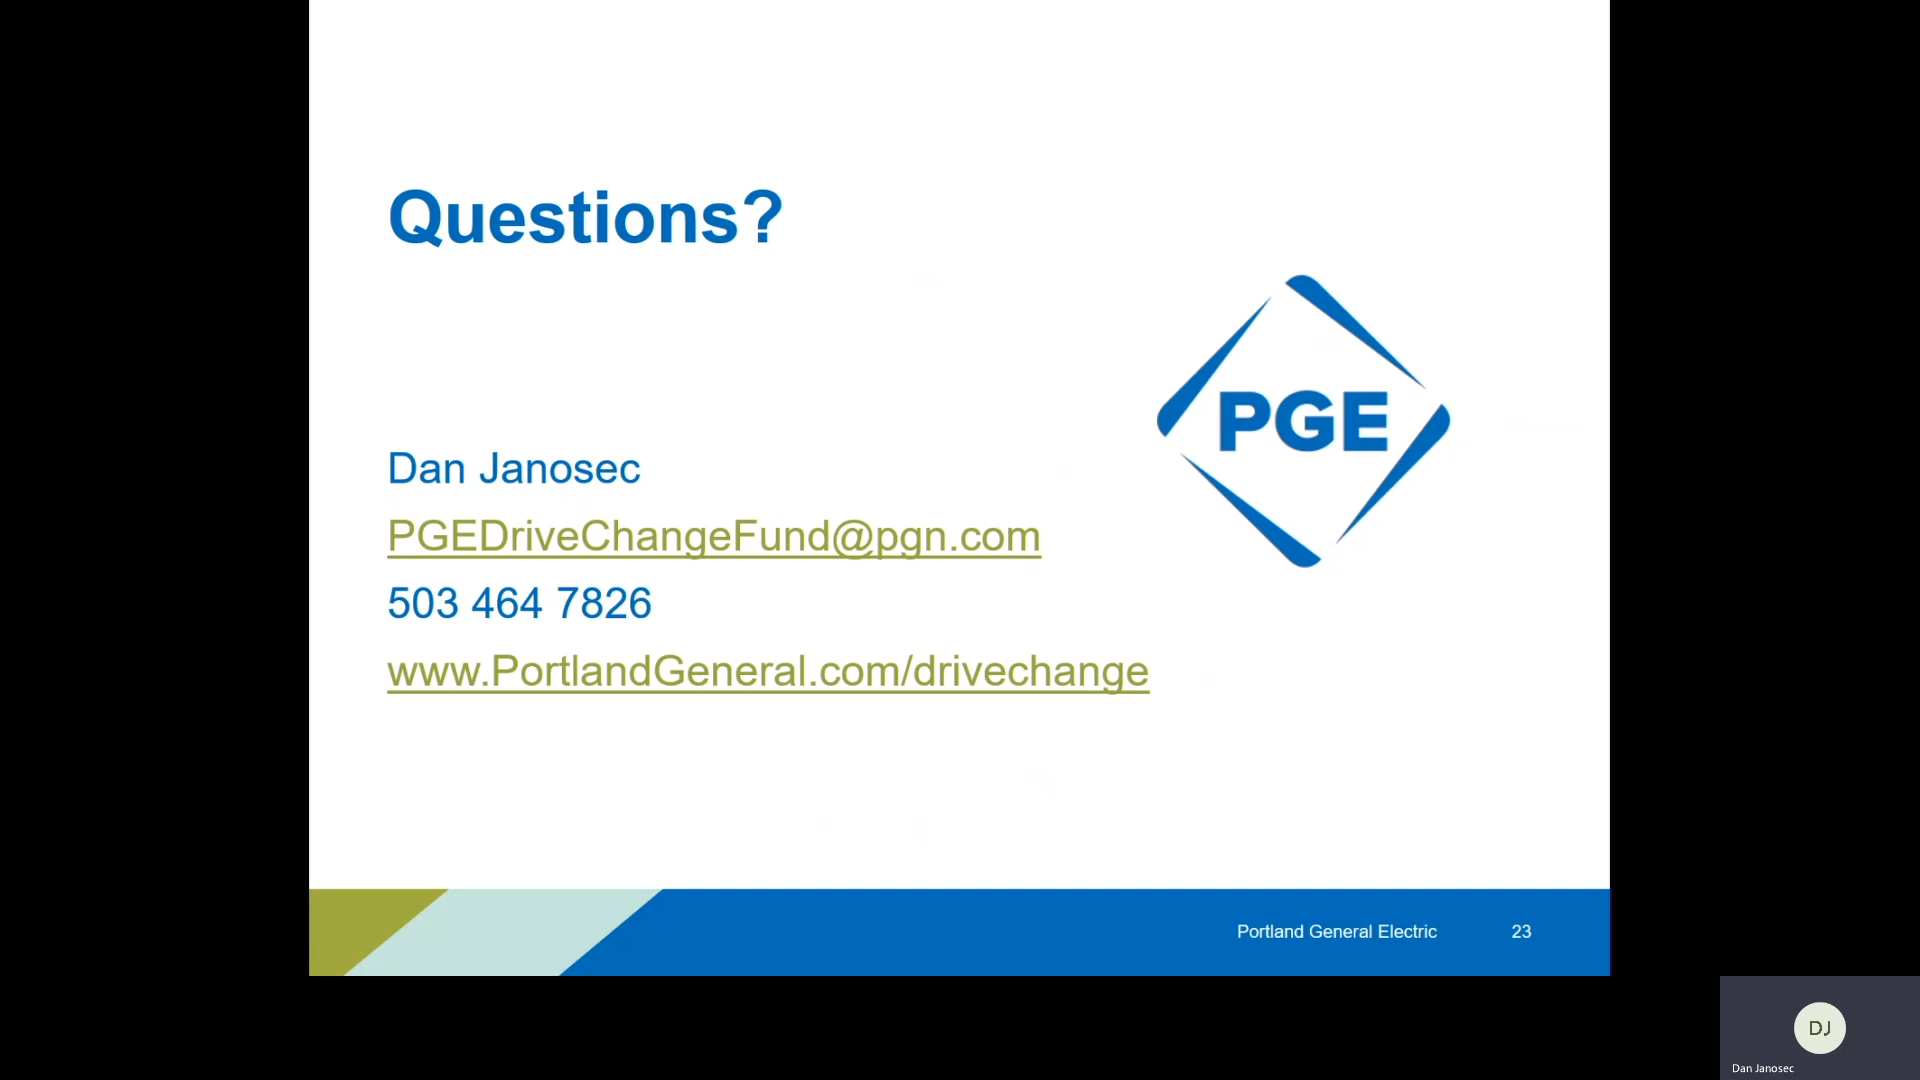 Questions?
PGE
Dan Janosec
PGEDriveChangeFund@pgn.com
503 464 7826
www.PortlandGeneral.com/drivechange
Portland General Electric 23
DJ
Dan Janosec